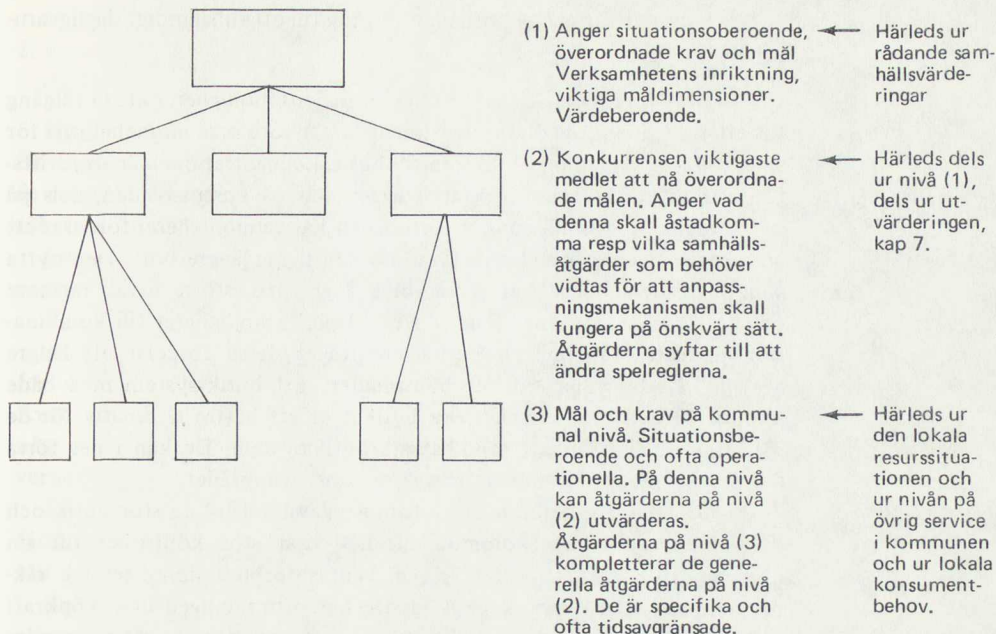 (1) Anger situationsoberoende,
överordnade krav och mål
Verksamhetens inriktning,
viktiga måldimensioner.
Värdeberoende.
Härleds ur
rådande sam-
hällsvärde-
ringar
(2) Konkurrensen viktigaste
medlet att nå överordna-
de målen. Anger vad
den skall åstadkom-
ma resp vilka samhälls-
åtgärder som behöver
vidtas för att anpass-
ningsmekanismen skall
fungera på önskvärt sätt.
Åtgärderna syftar till att
ändra spelreglerna.
Härleds dels
ur nivå (1),
dels ur ut-
värderingen,
kap 7.
(3) Mål och krav på kommu-
nal nivå. Situationsbe-
roende och ofta opera-
tionella. På denna nivå
kan åtgärderna på nivå
(2) utvärderas.
Åtgärderna på nivå (3)
kompletterar de gene-
rella åtgärderna på nivå
(2). De är specifika och
ofta tidsavgränsade.
Härleds ur
den lokala
resurssitua-
tionen och
ur nivån på
övrig service
i kommunen
och ur lokala
konsument-
behov.